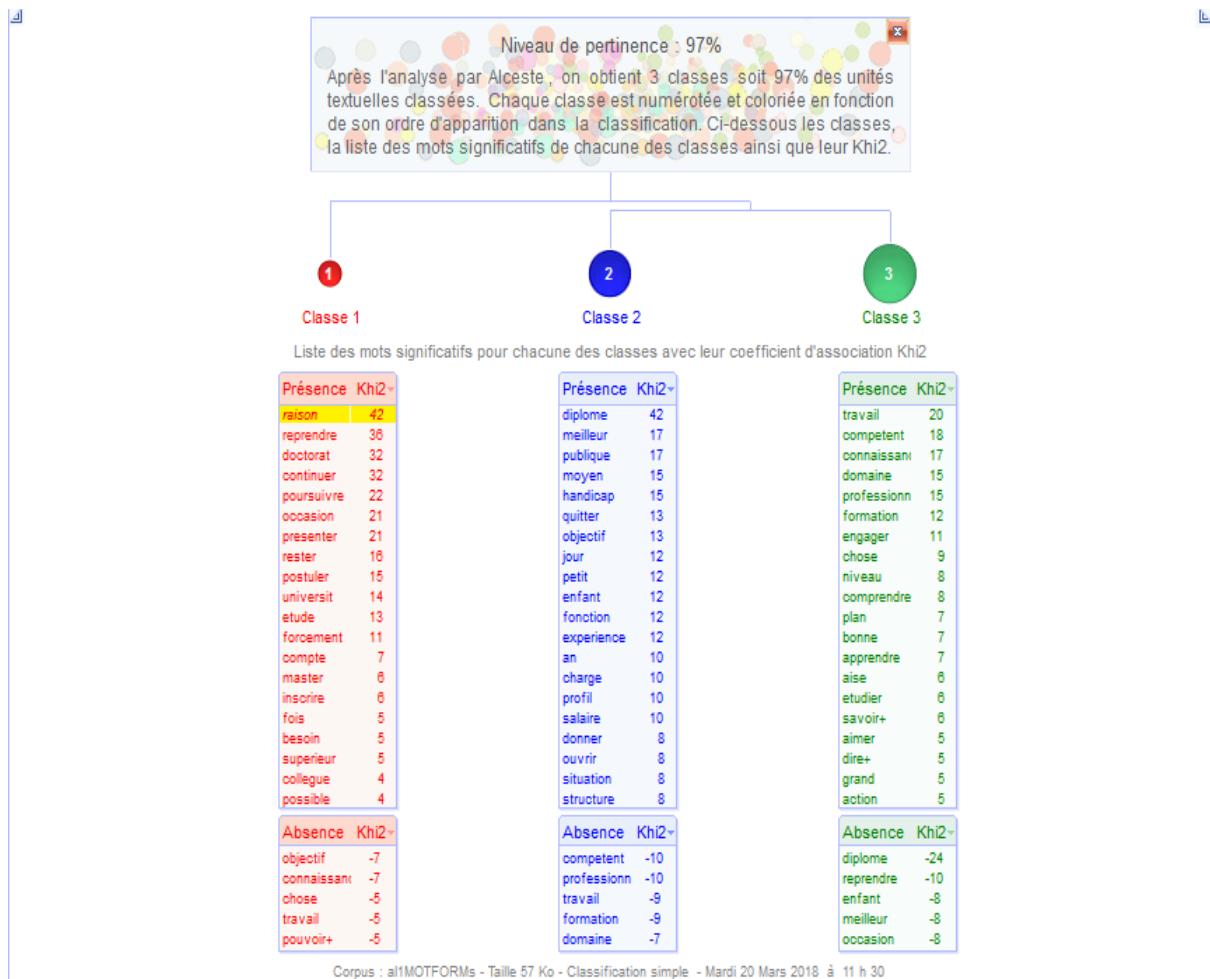 Niveau de pertinence : 97%
Après l'analyse par Alceste , on obtient 3 classes soit 97% des unités
textuelles classées. Chaque classe est numérotée et coloriée en fonction
de son ordre d'apparition dans la classification. Ci-dessous les classes,
la liste des mots significatifs de chacune des classes ainsi que leur Khi2.
1 2 3
Classe 1 Classe 2 Classe 3
Liste des mots significatifs pour chacune des classes avec leur coefficient d'association Khi2
Présence Khi2 Présence Khi2 Présence Khi2
raison 42 diplome 42 travail 20
reprendre 36 meilleur 17 competent 18
doctorat 32 publique 17 connaissan 17
continuer 32 moyen 15 domaine 15
poursuivre 22 handicap 15 professionn 15
occasion 21 quitter 13 formation 12
presenter 21 objectif 13 engager 11
rester 16 jour 12 chose 9
postuler 15 petit 12 niveau 8
universit 14 enfant 12 comprendre 8
etude 13 fonction 12 plan 7
forcement 11 experience 12 bonne 7
compte 7 an 10 apprendre 7
master 6 charge 10 aise 6
inscrire 6 profil 10 etudier 6
fois 5 salaire 10 savoir+ 6
besoin 5 donner 8 aimer 5
superieur 5 ouvrir 8 dire+ 5
collegue 4 situation 8 grand 5
possible 4 structure 8 action 5
Absence Khi2 Absence Khi2 Absence Khi2
objectif -7 competent -10 diplome -24
connaissan -7 professionn -10 reprendre -10
chose -5 travail -9 enfant -8
travail -5 formation -9 meilleur -8
pouvoir+ -5 domaine -7 occasion -8
Corpus : al1MOTFORMs - Taille 57 Ko - Classification simple - Mardi 20 Mars 2018 à 11 h 30